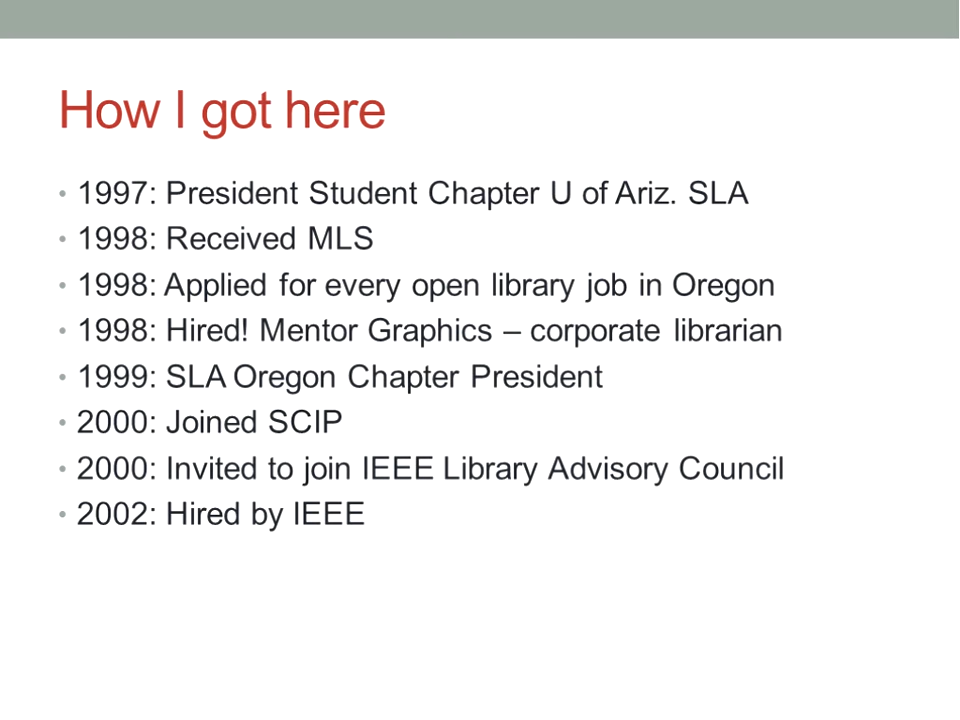 How I got here
• 1997: President Student Chapter U of Ariz. SLA
• 1998: Received MLS
• 1998: Applied for every open library job in Oregon
• 1998: Hired! Mentor Graphics – corporate librarian
• 1999: SLA Oregon Chapter President
• 2000: Joined SCIP
• 2000: Invited to join IEEE Library Advisory Council
• 2002: Hired by IEEE